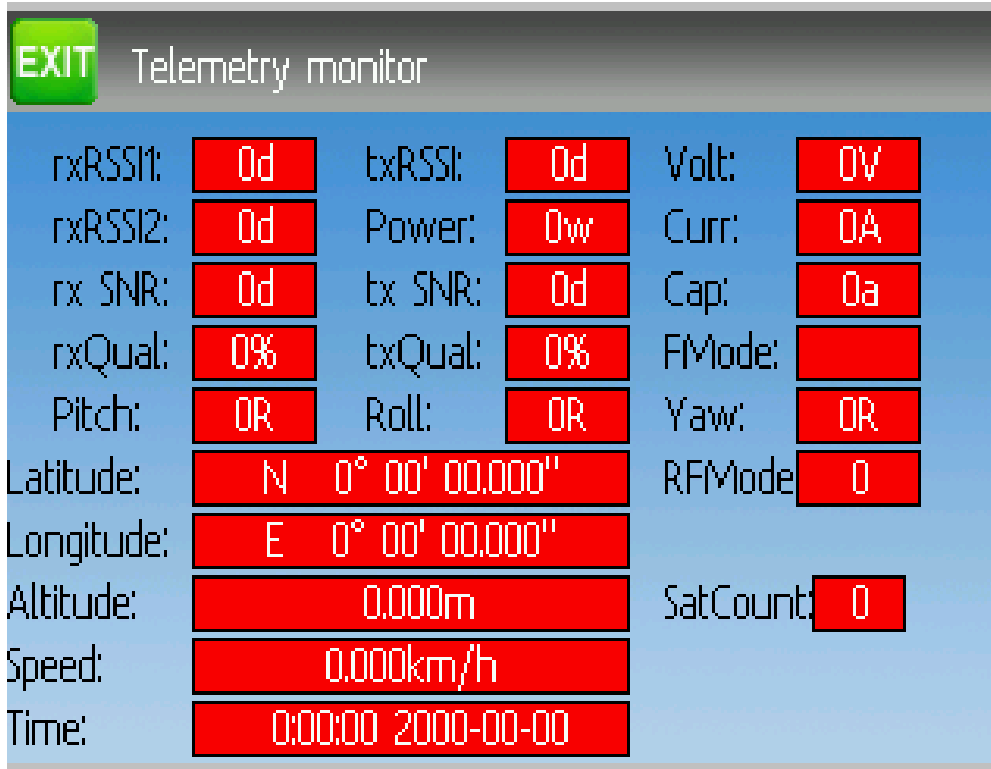 EXIT Telemetry monitor
rxRSSI1: 0d txRSSI: 0d Volt: 0V
rxRSSI2: 0d Power: 0w Curr: 0A
rx SNR: 0d tx SNR: 0d Cap: 0a
rxQual: 0% txQual: 0% FMode:
Pitch: 0R Roll: 0R Yaw: 0R
Latitude: N 0° 00' 00.000" RFMode 0
Longitude: E 0° 00' 00.000"
Altitude: 0.000m SatCount: 0
Speed: 0.000km/h
Time: 0:00:00 2000-00-00